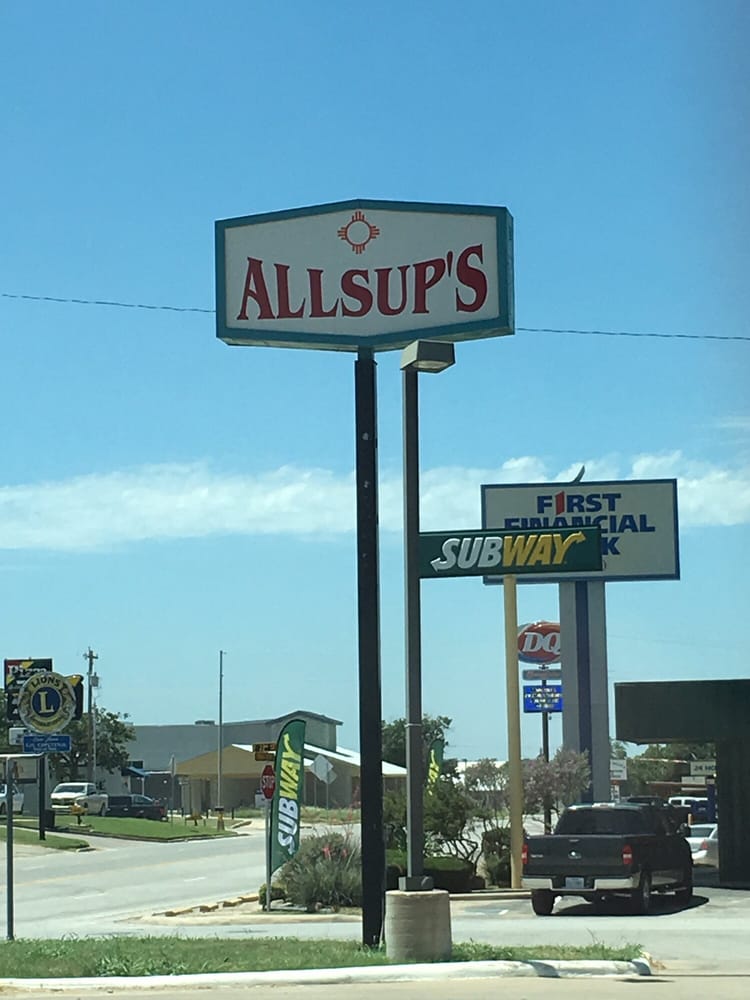 ALLSUP'S
FIRST
FINANCIAL
SUBWAY
DQ
LIONS
L
SUBWAY